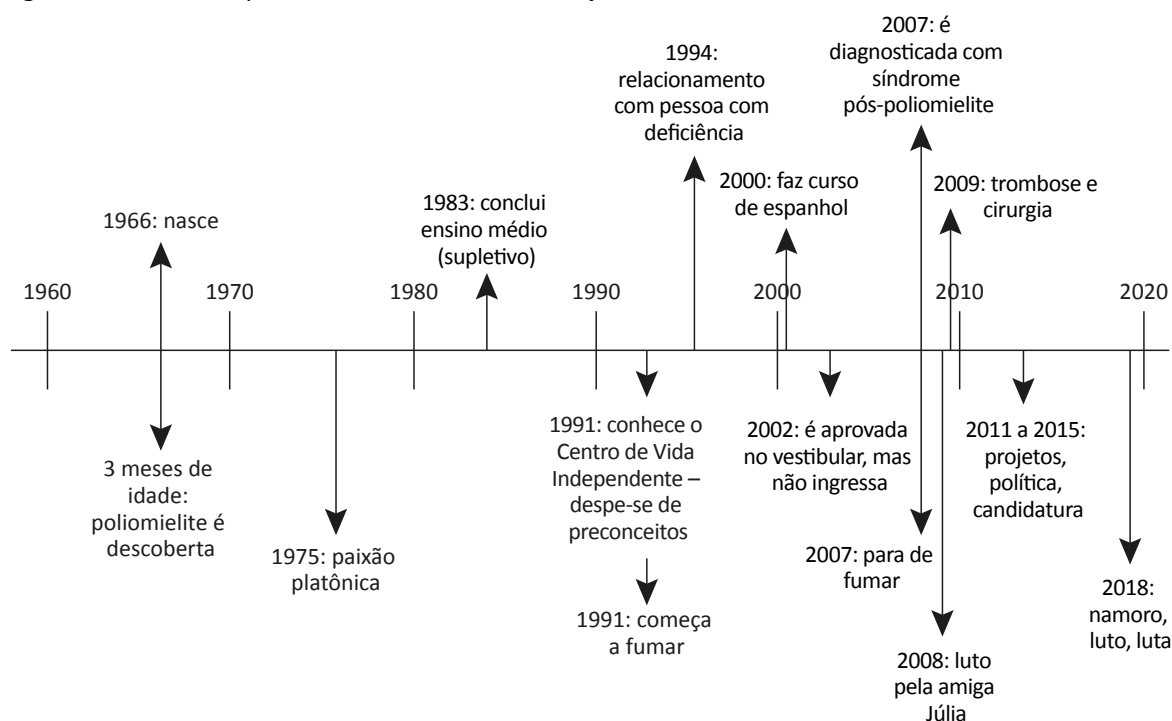 2007: é
diagnosticada com
síndrome
pós-poliomielite
1994:
relacionamento
com pessoa com
deficiência
2000: faz curso
de espanhol
2009: trombose e
cirurgia
1983: conclui
ensino médio
(supletivo)
1966: nasce
1960
1970
1980
1990
2000
2010
2020
3 meses de
idade:
poliomielite é
descoberta
1975: paixão
platônica
1991: conhece o
Centro de Vida
Independente –
despe-se de
preconceitos
1991: começa
a fumar
2002: é aprovada
no vestibular, mas
não ingressa
2007: para de
fumar
2008: luto
pela amiga
Júlia
2011 a 2015:
projetos,
política,
candidatura
2018:
namoro,
luto, luta